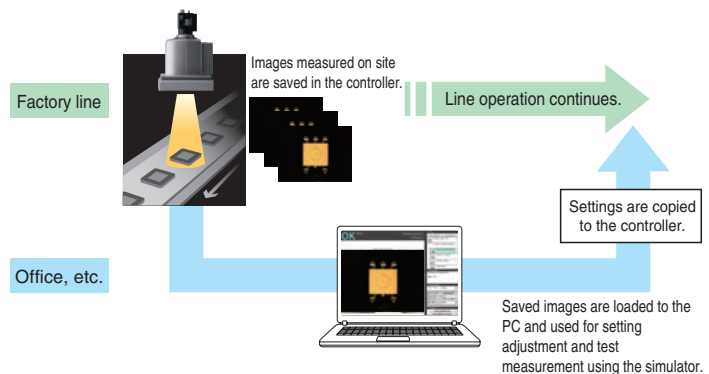 Images measured on site
are saved in the controller.
Factory line
Line operation continues.
Settings are copied
to the controller.
Office, etc.
OK
Saved images are loaded to the
PC and used for setting
adjustment and test
measurement using the simulator.